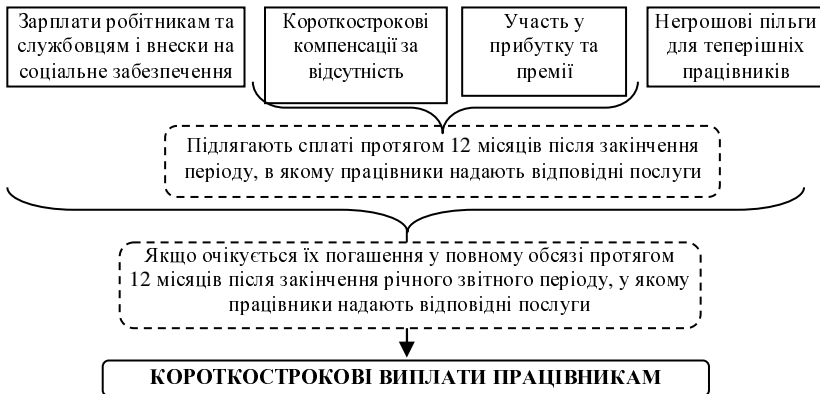 Зарплати робітникам та
службовцям і внески на
соціальне забезпечення
Короткострокові
компенсації за
відсутність
Участь у
прибутку та
премії
Негрошові пільги
для теперішніх
працівників
Підлягають сплаті протягом 12 місяців після закінчення
періоду, в якому працівники надають відповідні послуги
Якщо очікується їх погашення у повному обсязі протягом
12 місяців після закінчення річного звітного періоду, у якому
працівники надають відповідні послуги
КОРОТКОСТРОКОВІ ВИПЛАТИ ПРАЦІВНИКАМ